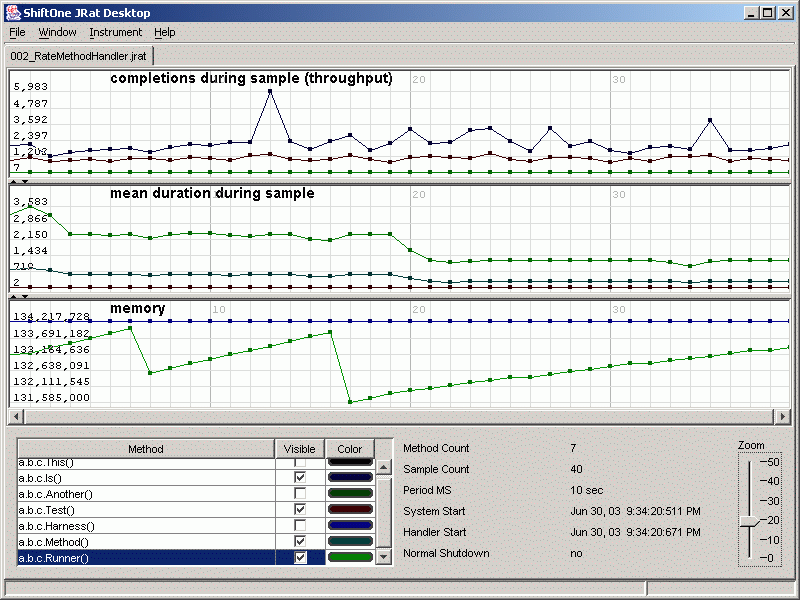 ShiftOne JRat Desktop
File Window Instrument Help
002_RateMethodHandler.jrat
completions during sample (throughput) 20 30
5,983
4,787
3,592
2,397
1,202
7
mean duration during sample 20 30
3,583
2,866
2,150
1,434
718
2
memory 10 20 30
134,217,728
133,691,182
133,164,636
132,638,091
132,111,545
131,585,000
Method Visible Color
a.b.c.This()
a.b.c.Is()
a.b.c.Another()
a.b.c.Test()
a.b.c.Harness()
a.b.c.Method()
a.b.c.Runner()
Method Count 7
Sample Count 40
Period MS 10 sec
System Start Jun 30, 03 9:34:20:511 PM
Handler Start Jun 30, 03 9:34:20:671 PM
Normal Shutdown no
Zoom
50
40
30
20
10
0